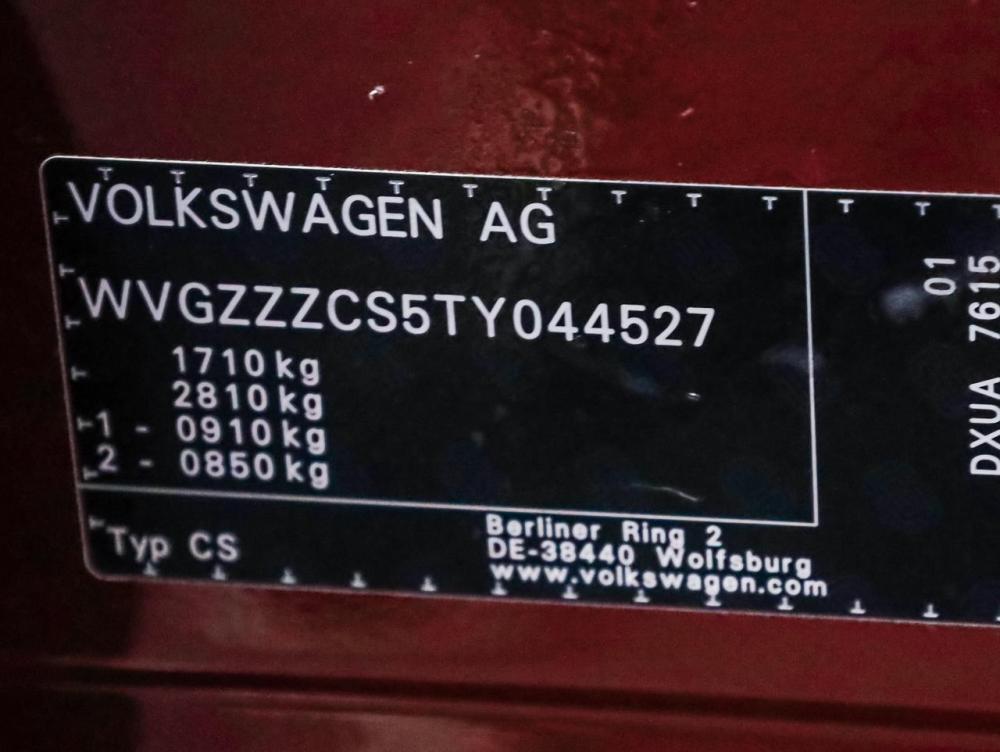 VOLKSWAGEN AG
WVGZZZCS5TY044527
1710 kg
2810 kg
1 - 0910 kg
2 - 0850 kg
Typ CS
Berliner Ring 2
DE-38440 Wolfsburg
www.volkswagen.com
01
DXUA 7615